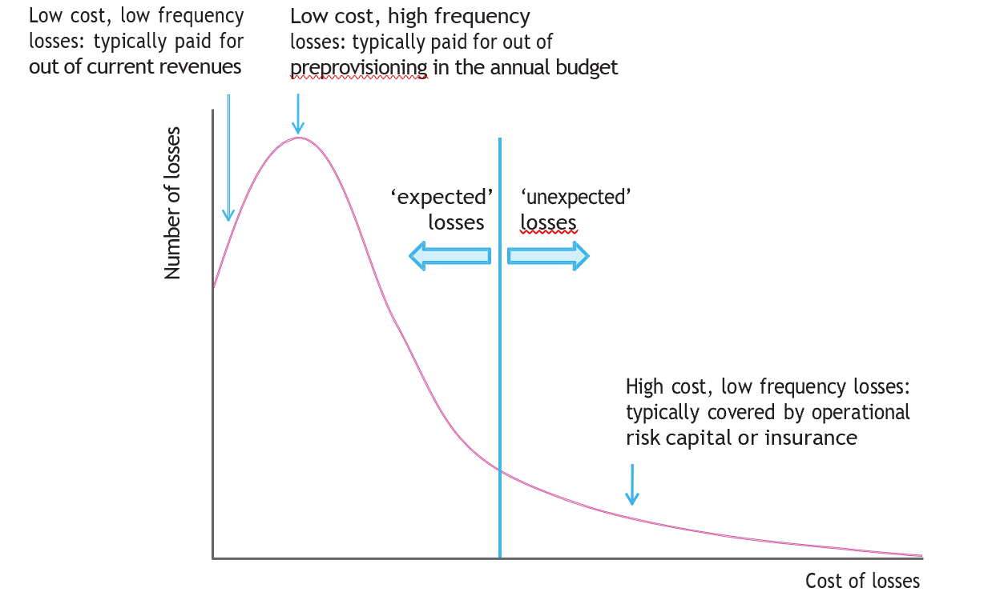 Low cost, low frequency
losses: typically paid for
out of current revenues
Low cost, high frequency
losses: typically paid for out of
preprovisioning in the annual budget
Number of losses
‘expected’
losses
‘unexpected’
losses
High cost, low frequency losses:
typically covered by operational
risk capital or insurance
Cost of losses